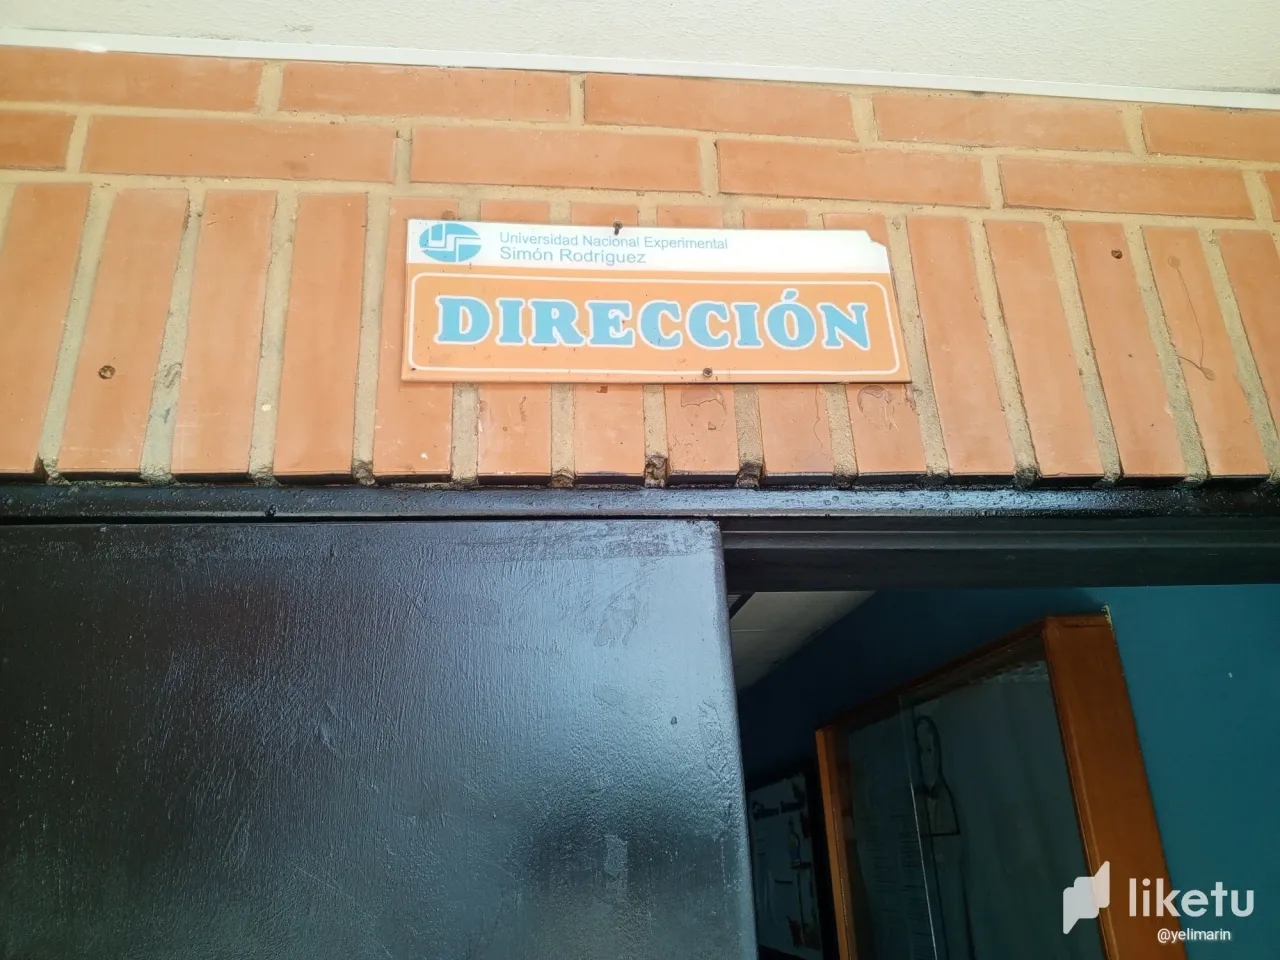 Universidad Nacional Experimental
Simón Rodríguez
DIRECCIÓN
liketu
@yelimarin